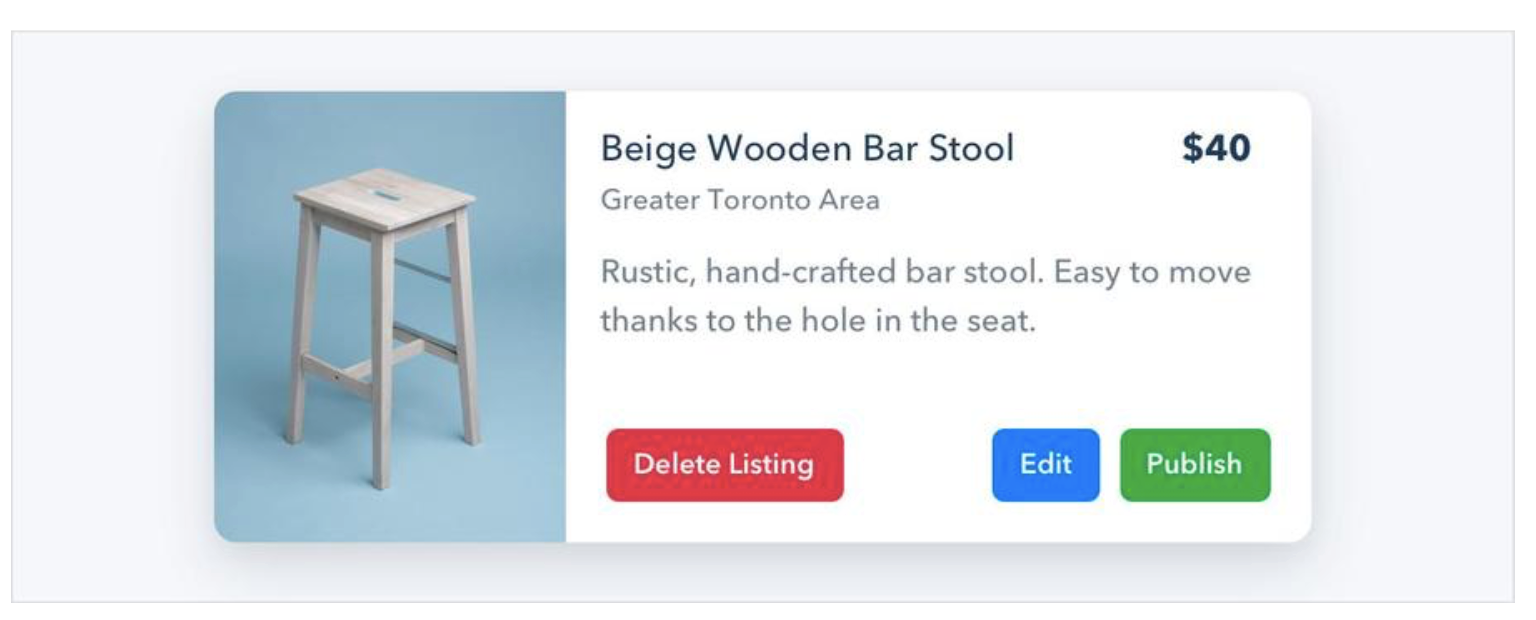 Beige Wooden Bar Stool
$40
Greater Toronto Area
Rustic, hand-crafted bar stool. Easy to move
thanks to the hole in the seat.
Delete Listing
Edit
Publish